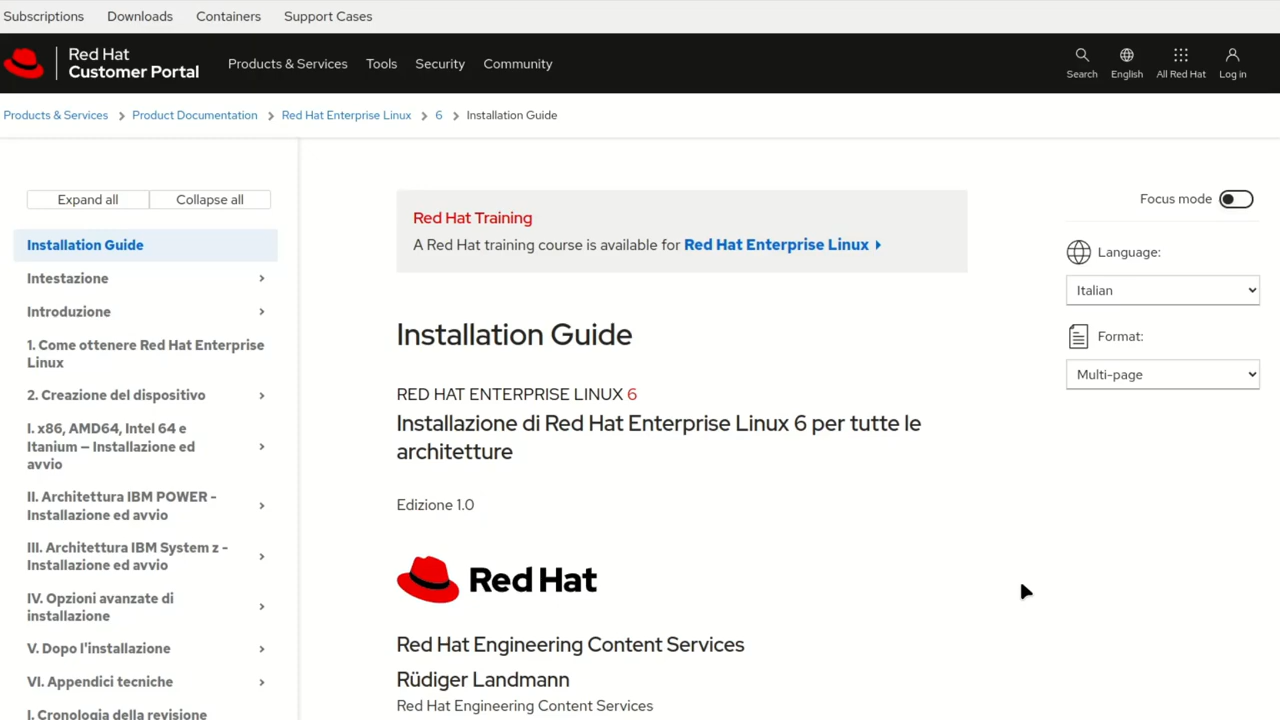 Subscriptions Downloads Containers Support Cases
Red Hat
Customer Portal
Products & Services Tools Security Community
Search English All Red Hat Log in
Products & Services Product Documentation Red Hat Enterprise Linux 6 Installation Guide
Expand all Collapse all
Installation Guide
Intestazione
Introduzione
1. Come ottenere Red Hat Enterprise
Linux
2. Creazione del dispositivo
I. x86, AMD64, Intel 64 e
Itanium – Installazione ed
avvio
II. Architettura IBM POWER -
Installazione ed avvio
III. Architettura IBM System z -
Installazione ed avvio
IV. Opzioni avanzate di
installazione
V. Dopo l'installazione
VI. Appendici tecniche
I. Cronologia della revisione
Red Hat Training
A Red Hat training course is available for Red Hat Enterprise Linux
Installation Guide
RED HAT ENTERPRISE LINUX 6
Installazione di Red Hat Enterprise Linux 6 per tutte le
architetture
Edizione 1.0
Red Hat
Red Hat Engineering Content Services
Rüdiger Landmann
Red Hat Engineering Content Services
Focus mode
Language:
Italian
Format:
Multi-page